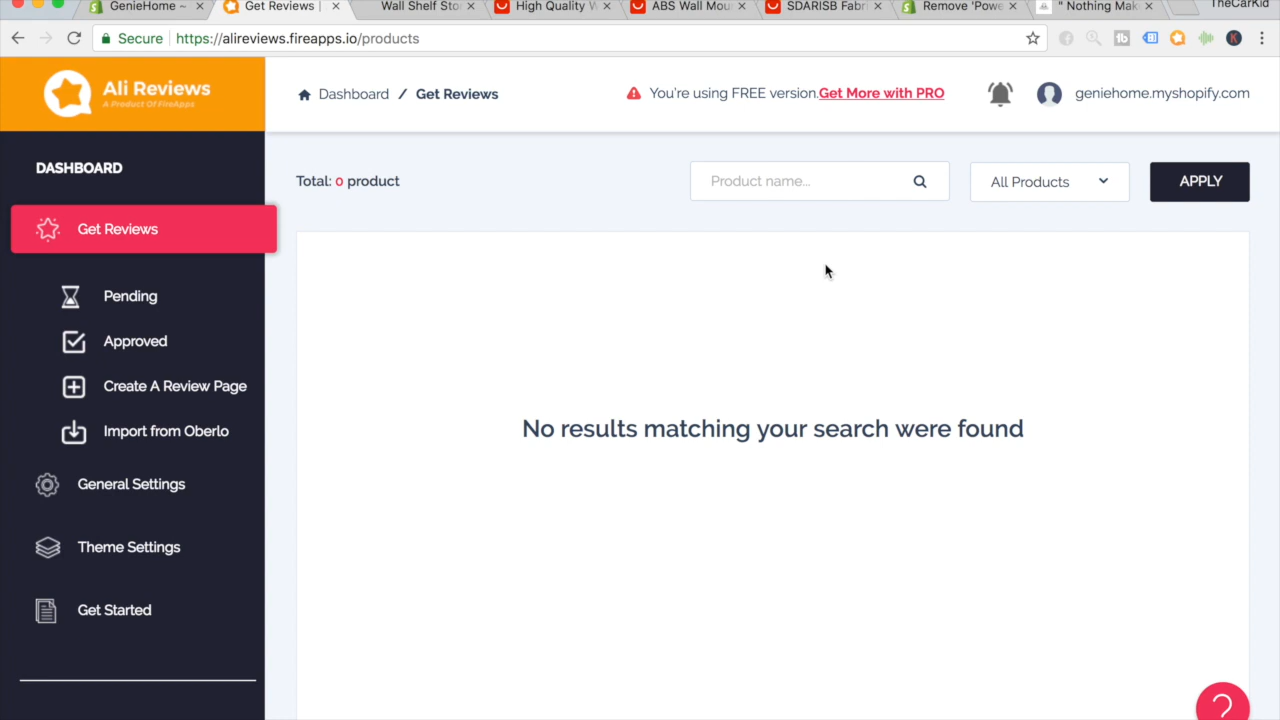 GenieHome ~
Get Reviews |
Wall Shelf Sto
High Quality W
ABS Wall Mou
SDARISB Fabri
Remove 'Powe
" Nothing Mak
TheCarKid
Secure
https://alireviews.fireapps.io/products
Ali Reviews
A Product Of FireApps
Dashboard / Get Reviews
You're using FREE version.Get More with PRO
geniehome.myshopify.com
DASHBOARD
Total: 0 product
Product name...
All Products
APPLY
Get Reviews
Pending
Approved
Create A Review Page
Import from Oberlo
No results matching your search were found
General Settings
Theme Settings
Get Started